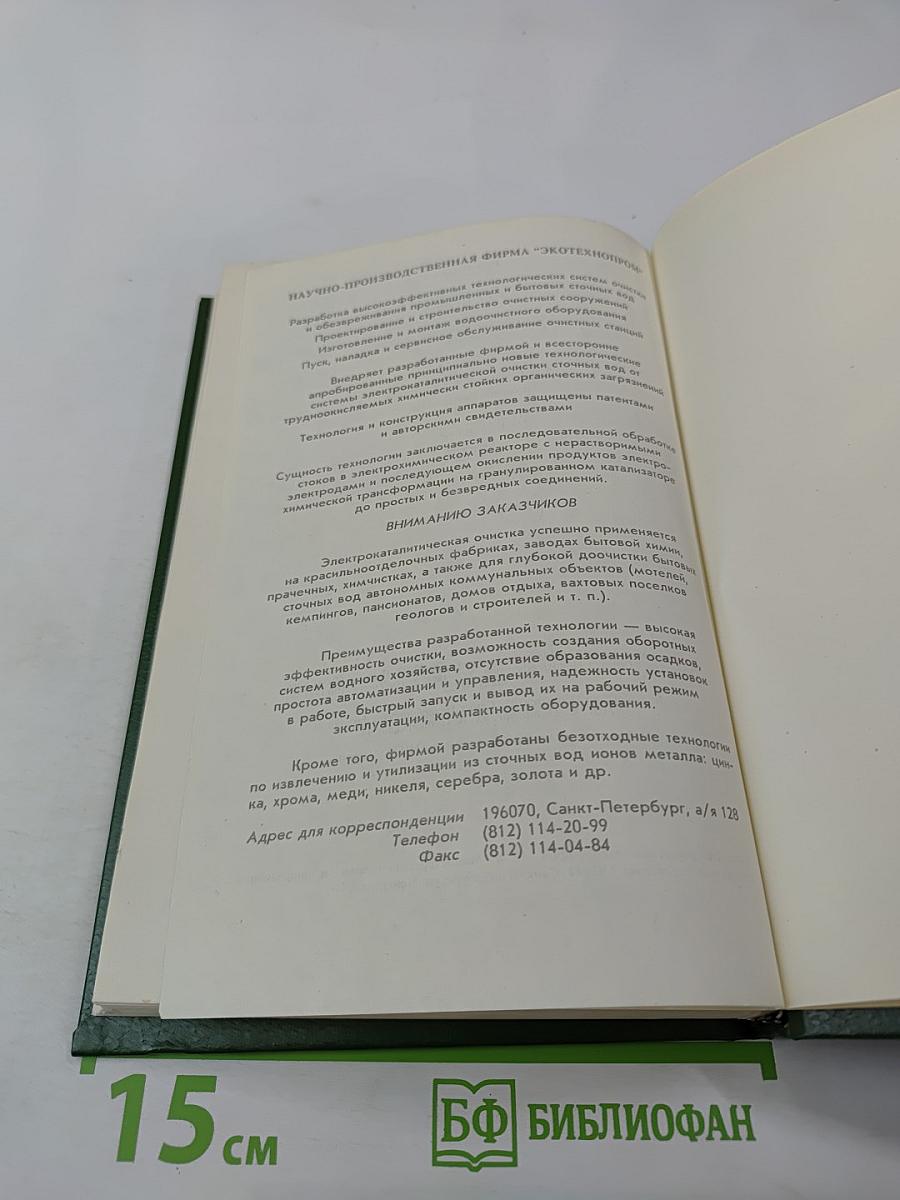 НАУЧНО-ПРОИЗВОДСТВЕННАЯ ФИРМА "ЭКОТЕХНОПРОМ"
Разработка высокоэффективных технологических систем очистки
и обезвреживания промышленных и бытовых сточных вод
Проектирование и строительство очистных сооружений
Изготовление и монтаж водоочистного оборудования
Пуск, наладка и сервисное обслуживание очистных станций
Внедряет разработанные фирмой и всесторонне
апробированные принципиально новые технологические
системы электрокаталитической очистки сточных вод от
трудноокисляемых химически стойких органических загрязнений
Технология и конструкция аппаратов защищены патентами
и авторскими свидетельствами
Сущность технологии заключается в последовательной обработке
стоков в электрохимическом реакторе с нерастворимыми
электродами и последующем окислении продуктов электро-
химической трансформации на гранулированном катализаторе
до простых и безвредных соединений.
ВНИМАНИЮ ЗАКАЗЧИКОВ
Электрокаталитическая очистка успешно применяется
на красильноотделочных фабриках, заводах бытовой химии,
прачечных, химчистках, а также для глубокой доочистки бытовых
сточных вод автономных коммунальных объектов (мотелей,
кемпингов, пансионатов, домов отдыха, вахтовых поселков
геологов и строителей и т. п.).
Преимущества разработанной технологии — высокая
эффективность очистки, возможность создания оборотных
систем водного хозяйства, отсутствие образования осадков,
простота автоматизации и управления, надежность установок
в работе, быстрый запуск и вывод их на рабочий режим
эксплуатации, компактность оборудования.
Кроме того, фирмой разработаны безотходные технологии
по извлечению и утилизации из сточных вод ионов металла: цин-
ка, хрома, меди, никеля, серебра, золота и др.
Адрес для корреспонденции 196070, Санкт-Петербург, а/я 128
Телефон (812) 114-20-99
Факс (812) 114-04-84
15 см
БФ БИБЛИОФАН